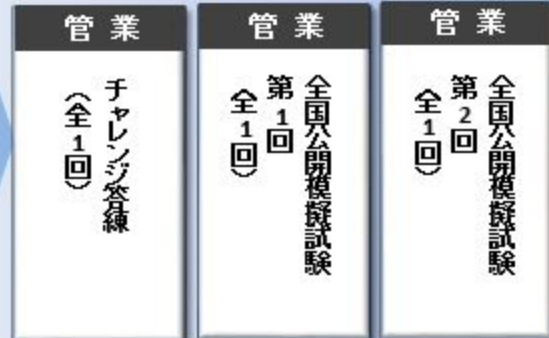 管業
チャレンジ答練
（全1回）
管業
全国公開模擬試験
第1回
（全1回）
管業
全国公開模擬試験
第2回
（全1回）